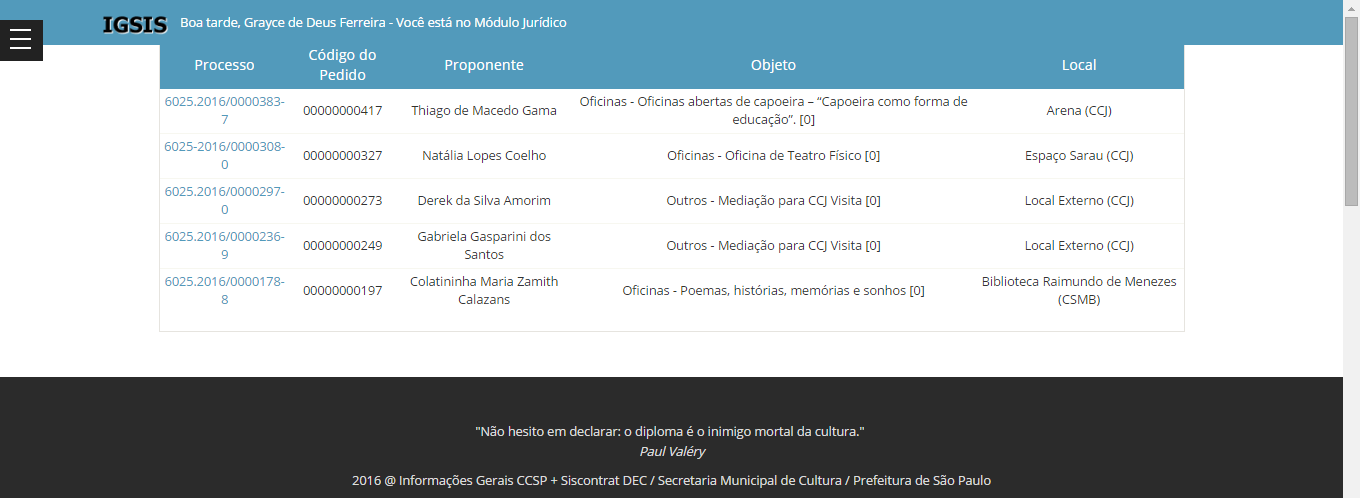 IGSIS
Boa tarde, Grayce de Deus Ferreira - Você está no Módulo Jurídico
Processo
Código do
Pedido
Proponente
Objeto
Local
6025.2016/0000383-
7
00000000417
Thiago de Macedo Gama
Oficinas - Oficinas abertas de capoeira – “Capoeira como forma de
educação”. [0]
Arena (CCJ)
6025-2016/0000308-
0
00000000327
Natália Lopes Coelho
Oficinas - Oficina de Teatro Físico [0]
Espaço Sarau (CCJ)
6025.2016/0000297-
0
00000000273
Derek da Silva Amorim
Outros - Mediação para CCJ Visita [0]
Local Externo (CCJ)
6025.2016/0000236-
9
00000000249
Gabriela Gasparini dos
Santos
Outros - Mediação para CCJ Visita [0]
Local Externo (CCJ)
6025.2016/0000178-
8
00000000197
Colatininha Maria Zamith
Calazans
Oficinas - Poemas, histórias, memórias e sonhos [0]
Biblioteca Raimundo de Menezes
(CSMB)
"Não hesito em declarar: o diploma é o inimigo mortal da cultura."
Paul Valéry
2016 @ Informações Gerais CCSP + Siscontrat DEC / Secretaria Municipal de Cultura / Prefeitura de São Paulo